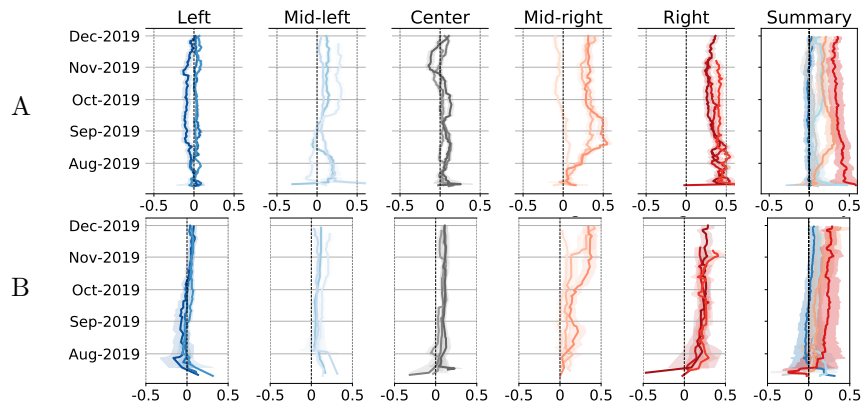 Left Mid-left Center Mid-right Right Summary
A
Dec-2019
Nov-2019
Oct-2019
Sep-2019
Aug-2019
-0.5 0 0.5 -0.5 0 0.5 -0.5 0 0.5 -0.5 0 0.5 -0.5 0 0.5 -0.5 0 0.5
B
Dec-2019
Nov-2019
Oct-2019
Sep-2019
Aug-2019
-0.5 0 0.5 -0.5 0 0.5 -0.5 0 0.5 -0.5 0 0.5 -0.5 0 0.5 -0.5 0 0.5